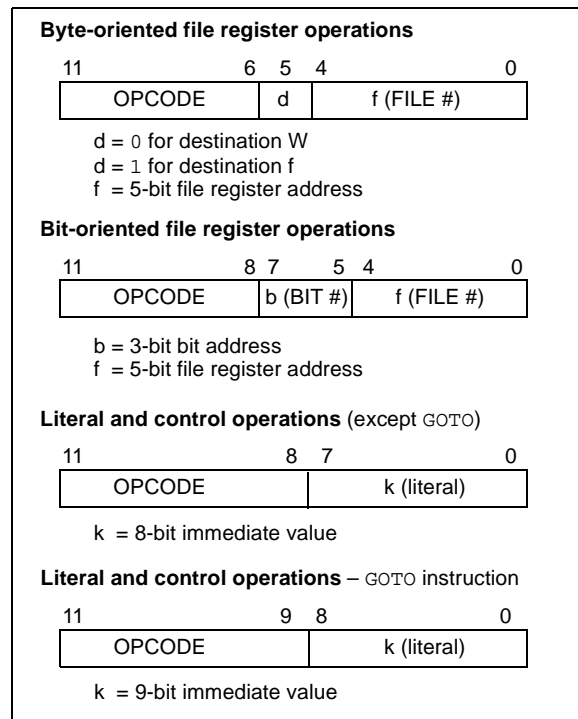 Byte-oriented file register operations
11 6 5 4 0
OPCODE d f (FILE #)
d = 0 for destination W
d = 1 for destination f
f = 5-bit file register address
Bit-oriented file register operations
11 8 7 5 4 0
OPCODE b (BIT #) f (FILE #)
b = 3-bit bit address
f = 5-bit file register address
Literal and control operations (except GOTO)
11 8 7 0
OPCODE k (literal)
k = 8-bit immediate value
Literal and control operations – GOTO instruction
11 9 8 0
OPCODE k (literal)
k = 9-bit immediate value